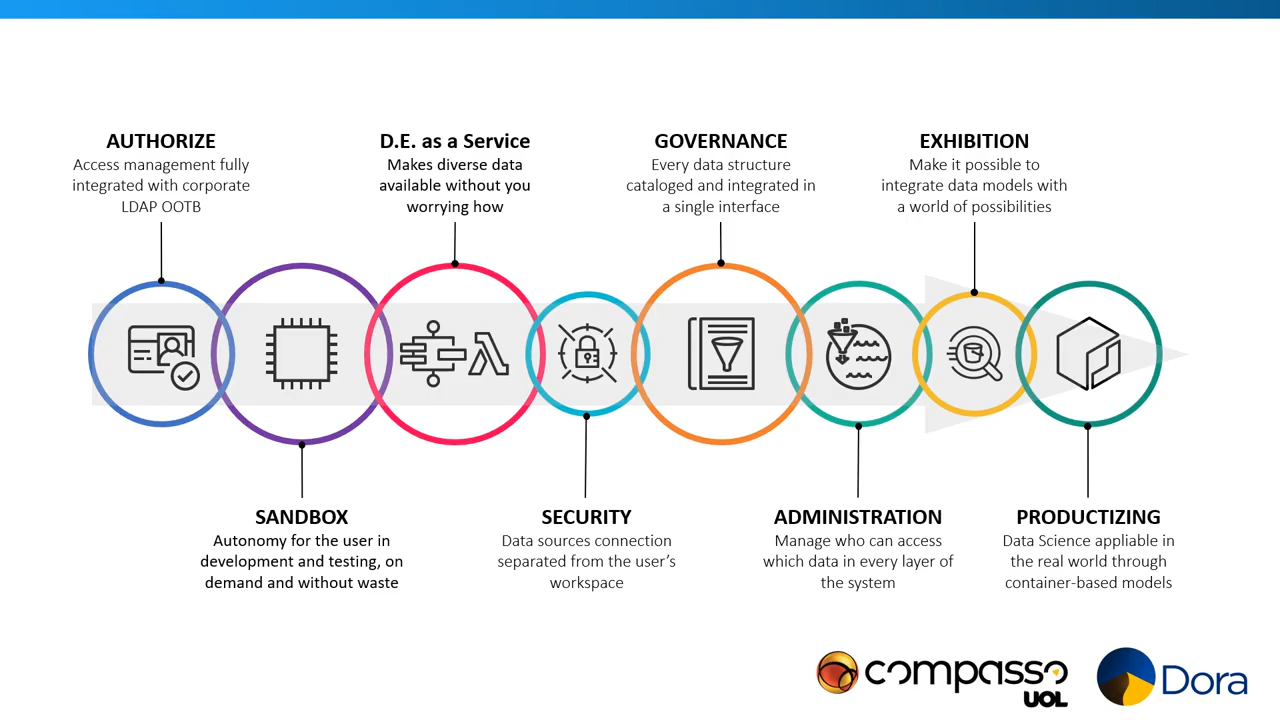 AUTHORIZE
Access management fully
integrated with corporate
LDAP OOTB
D.E. as a Service
Makes diverse data
available without you
worrying how
GOVERNANCE
Every data structure
cataloged and integrated in
a single interface
EXHIBITION
Make it possible to
integrate data models with
a world of possibilities
SANDBOX
Autonomy for the user in
development and testing, on
demand and without waste
SECURITY
Data sources connection
separated from the user's
workspace
ADMINISTRATION
Manage who can access
which data in every layer of
the system
PRODUCTIZING
Data Science appliable in
the real world through
container-based models
compasso
UOL
Dora